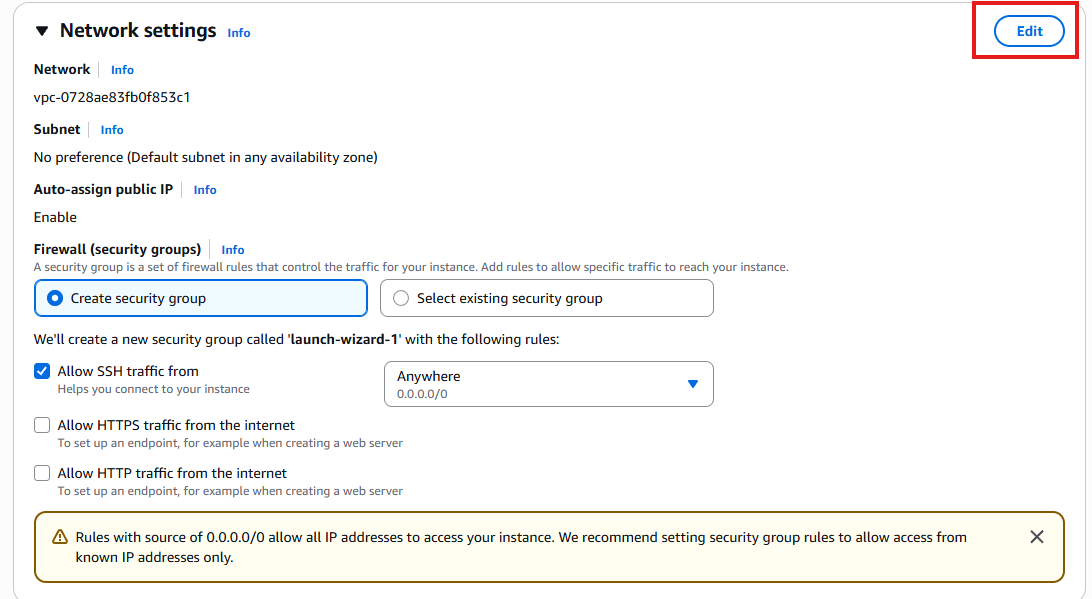 Network settings Info
Edit
Network Info
vpc-0728ae83fb0f853c1
Subnet Info
No preference (Default subnet in any availability zone)
Auto-assign public IP Info
Enable
Firewall (security groups) Info
A security group is a set of firewall rules that control the traffic for your instance. Add rules to allow specific traffic to reach your instance.
Create security group
Select existing security group
We'll create a new security group called 'launch-wizard-1' with the following rules:
Allow SSH traffic from
Helps you connect to your instance
Anywhere
0.0.0.0/0
Allow HTTPS traffic from the internet
To set up an endpoint, for example when creating a web server
Allow HTTP traffic from the internet
To set up an endpoint, for example when creating a web server
Rules with source of 0.0.0.0/0 allow all IP addresses to access your instance. We recommend setting security group rules to allow access from
known IP addresses only.